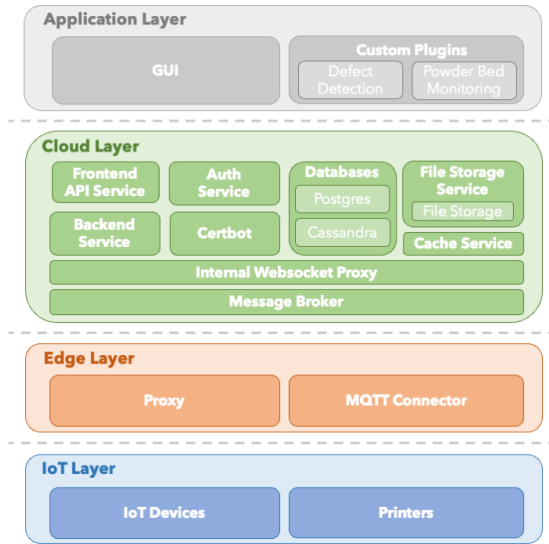 Application Layer
GUI
Custom Plugins
Defect
Detection
Powder Bed
Monitoring
Cloud Layer
Frontend
API Service
Auth
Service
Databases
Postgres
Cassandra
File Storage
Service
File Storage
Backend
Service
Certbot
Cache Service
Internal Websocket Proxy
Message Broker
Edge Layer
Proxy
MQTT Connector
IoT Layer
IoT Devices
Printers